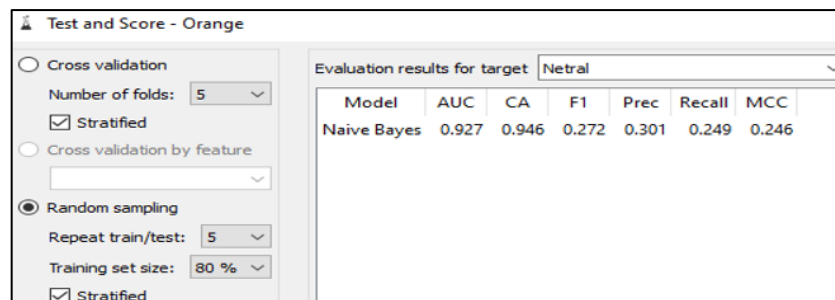 Test and Score - Orange
Cross validation
Number of folds: 5
Stratified
Cross validation by feature
Random sampling
Repeat train/test: 5
Training set size: 80 %
Stratified
Evaluation results for target Netral
Model AUC CA F1 Prec Recall MCC
Naive Bayes 0.927 0.946 0.272 0.301 0.249 0.246